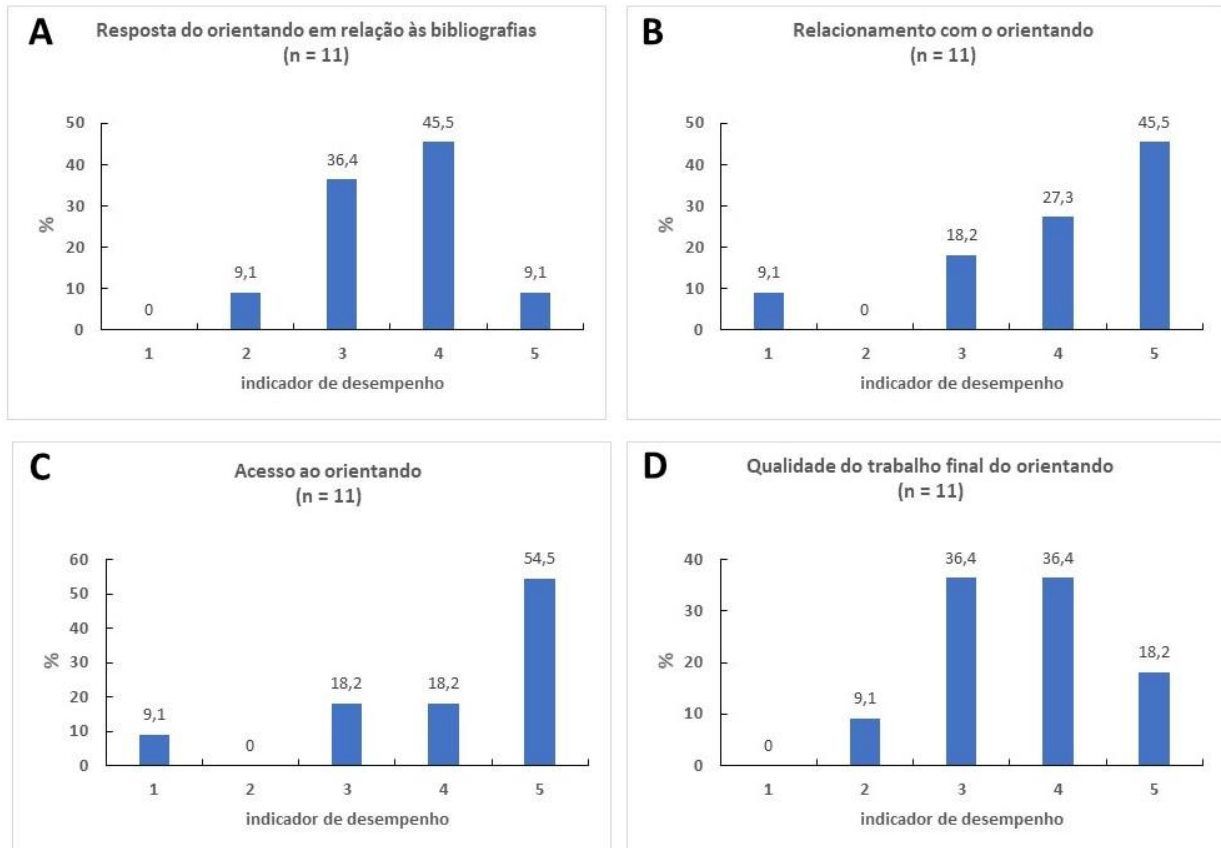 A
Resposta do orientando em relação às bibliografias
(n = 11)
50
40
30
20
10
0
%
0
9,1
36,4
45,5
9,1
1 2 3 4 5
indicador de desempenho
B
Relacionamento com o orientando
(n = 11)
50
40
30
20
10
0
%
9,1
0
18,2
27,3
45,5
1 2 3 4 5
indicador de desempenho
C
Acesso ao orientando
(n = 11)
60
50
40
30
20
10
0
%
9,1
0
18,2
18,2
54,5
1 2 3 4 5
indicador de desempenho
D
Qualidade do trabalho final do orientando
(n = 11)
40
30
20
10
0
%
0
9,1
36,4
36,4
18,2
1 2 3 4 5
indicador de desempenho